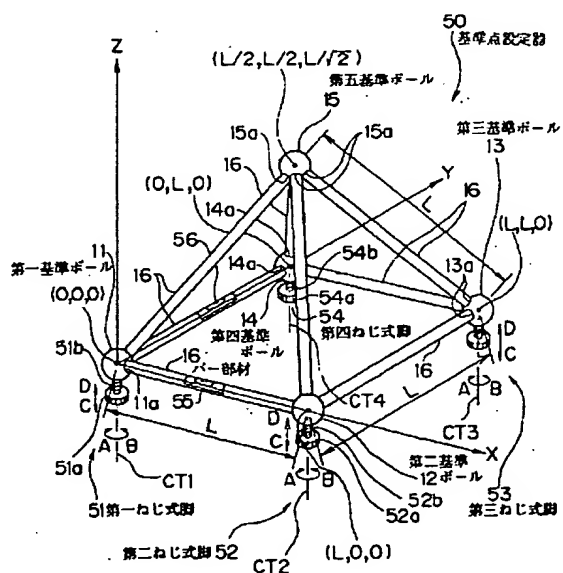 50
基準点設定器
Z
(L/2,L/2,L/√2)
第五基準ボール
15
15a
15a
第三基準ボール
13
16
Y
(0,L,0)
L
16
14a
(L,L,0)
56
11
54b
第一基準ボール
14a
13a
16
(0,0,0)
14
54a
54
第四ねじ式脚
第四基準
ボール
51b
D
C
16
バー部材
16
D
C
11a
55
CT4
L
D
C
L
A B
CT3
X
51a
A B
CT1
第二基準
12 ボール
53
第三ねじ式脚
51 第一ねじ式脚
A B
52b
52a
第二ねじ式脚 52
(L,0,0)
CT2